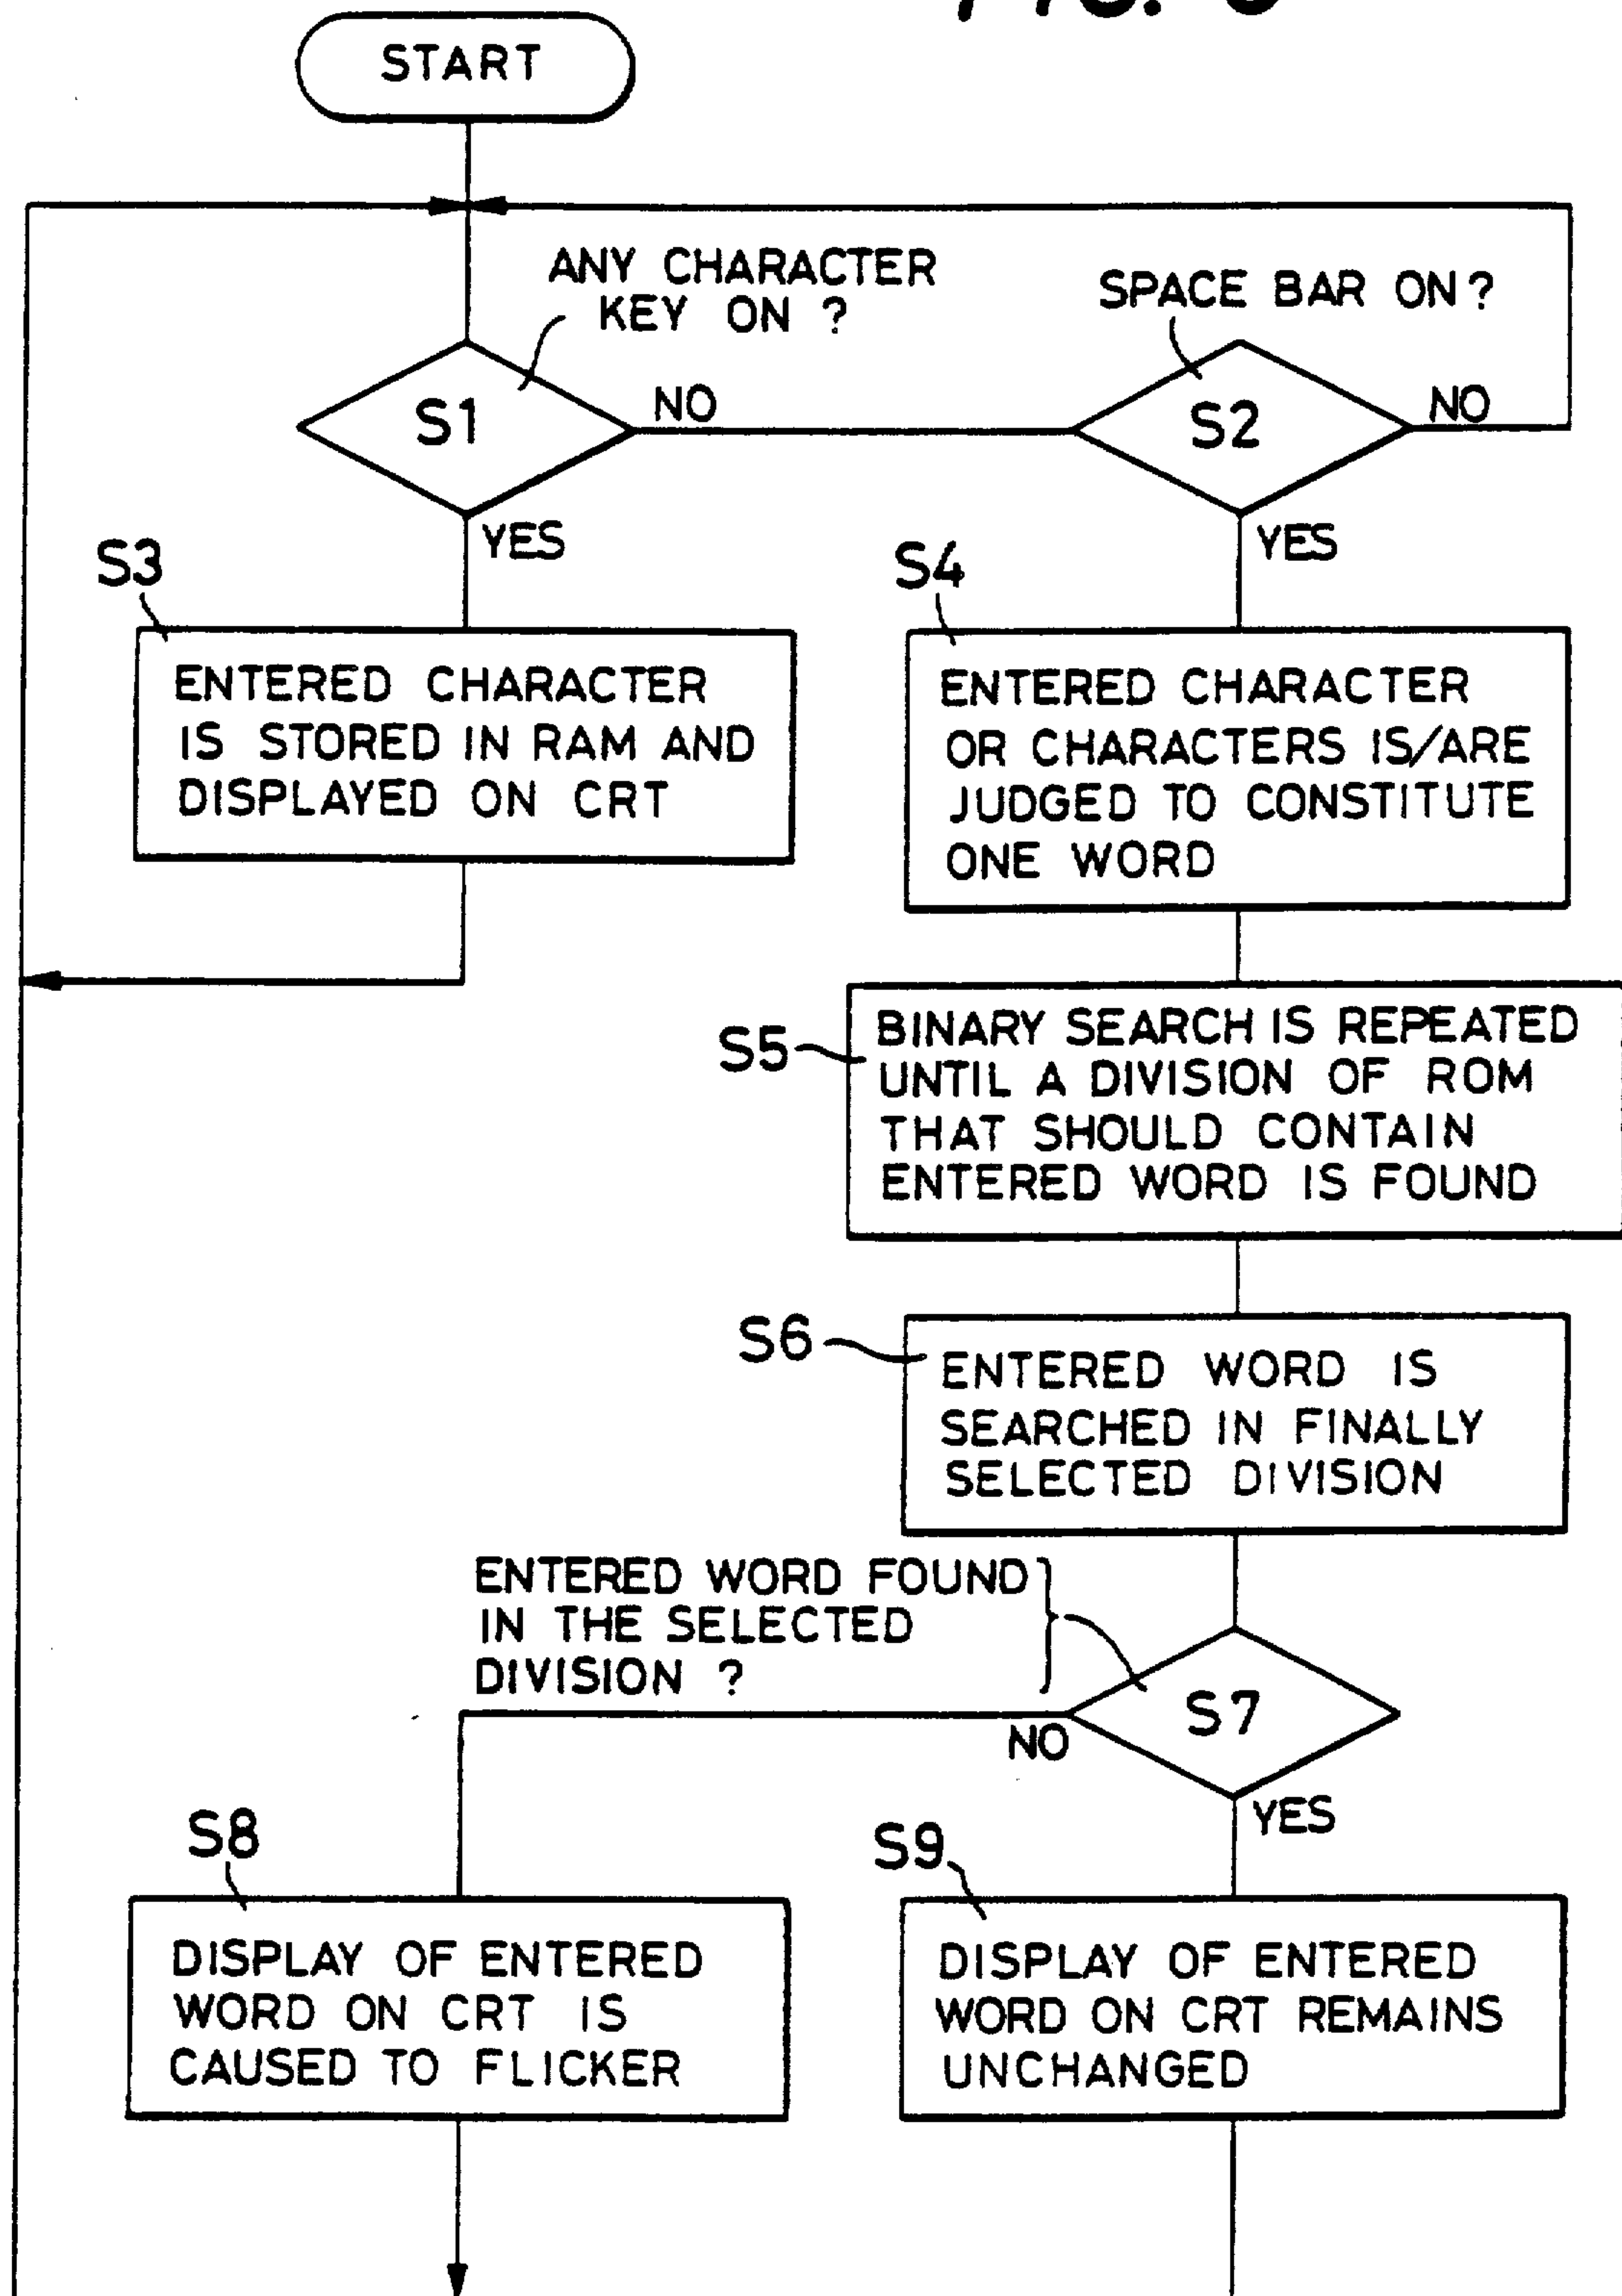 START
ANY CHARACTER
KEY ON ?
SPACE BAR ON ?
S1
NO
S2
NO
YES
YES
S3
S4
ENTERED CHARACTER
IS STORED IN RAM AND
DISPLAYED ON CRT
ENTERED CHARACTER
OR CHARACTERS IS/ARE
JUDGED TO CONSTITUTE
ONE WORD
S5
BINARY SEARCH IS REPEATED
UNTIL A DIVISION OF ROM
THAT SHOULD CONTAIN
ENTERED WORD IS FOUND
S6
ENTERED WORD IS
SEARCHED IN FINALLY
SELECTED DIVISION
ENTERED WORD FOUND
IN THE SELECTED
DIVISION ?
S7
NO
YES
S8
S9
DISPLAY OF ENTERED
WORD ON CRT IS
CAUSED TO FLICKER
DISPLAY OF ENTERED
WORD ON CRT REMAINS
UNCHANGED